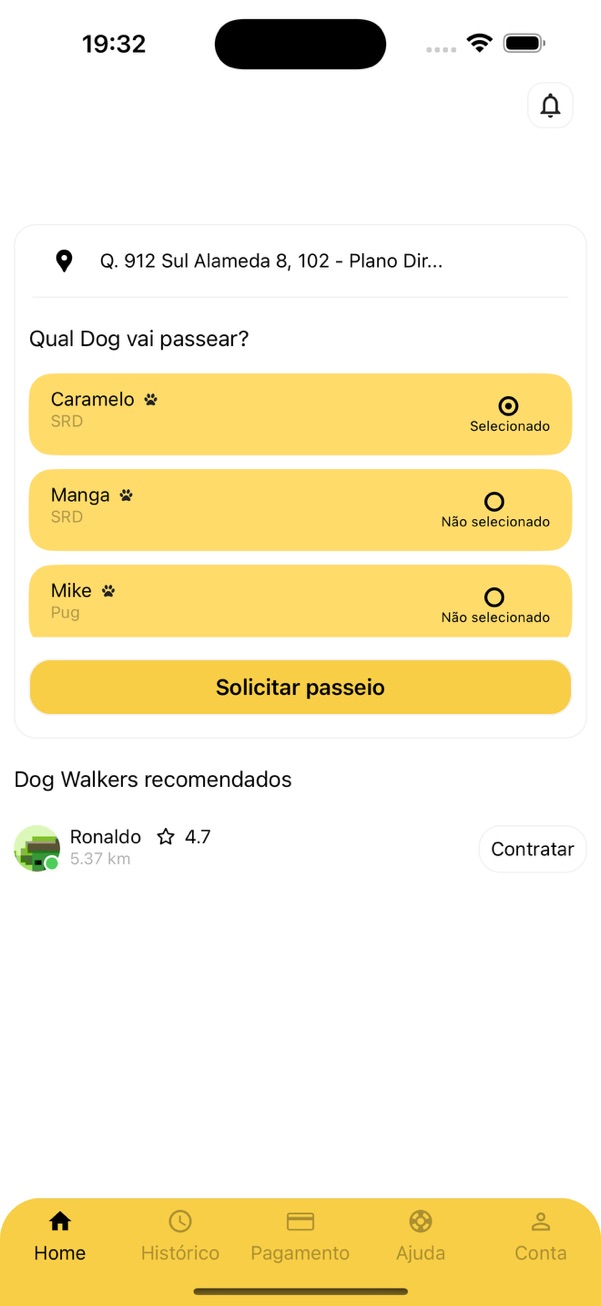 19:32
Q. 912 Sul Alameda 8, 102 - Plano Dir...
Qual Dog vai passear?
Caramelo
SRD
Selecionado
Manga
SRD
Não selecionado
Mike
Pug
Não selecionado
Solicitar passeio
Dog Walkers recomendados
Ronaldo 4.7
5.37 km
Contratar
Home Histórico Pagamento Ajuda Conta